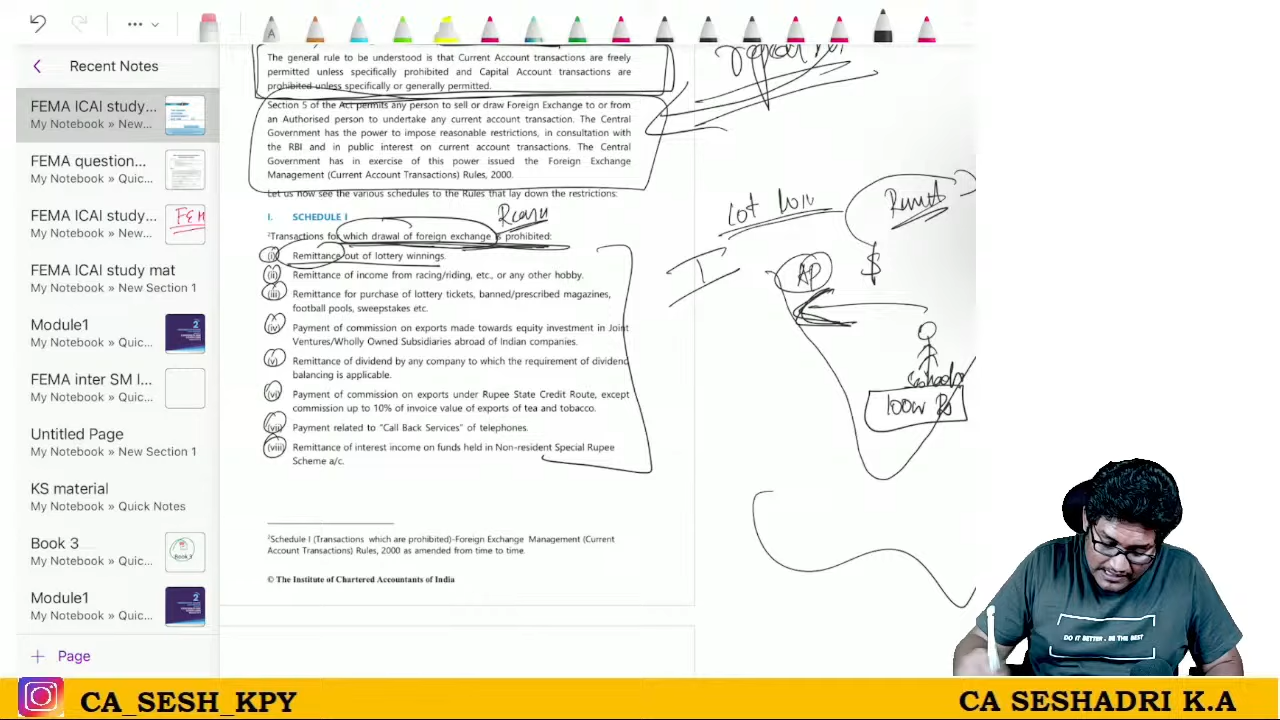 Recent Notes
FEMA ICAI study...
My Notebook » New...
FEMA question...
My Notebook » Quic...
FEMA ICAI study...
My Notebook » New...
FEM
FEMA ICAI study mat
My Notebook » New Section 1
Module1
My Notebook » Quic...
FEMA inter SM I...
My Notebook » Quic...
Untitled Page
My Notebook » New Section 1
KS material
My Notebook » Quick Notes
Book 3
My Notebook » Quic...
Module1
My Notebook » Quic...
Page
The general rule to be understood is that Current Account transactions are freely
permitted unless specifically prohibited and Capital Account transactions are
prohibited unless specifically or generally permitted.
Section 5 of the Act permits any person to sell or draw Foreign Exchange to or from
an Authorised person to undertake any current account transaction. The Central
Government has the power to impose reasonable restrictions, in consultation with
the RBI and in public interest on current account transactions. The Central
Government has in exercise of this power issued the Foreign Exchange
Management (Current Account Transactions) Rules, 2000.
Let us now see the various schedules to the Rules that lay down the restrictions:
I. SCHEDULE I
²Transactions for which drawal of foreign exchange is prohibited:
(i) Remittance out of lottery winnings.
(ii) Remittance of income from racing/riding, etc., or any other hobby.
(iii) Remittance for purchase of lottery tickets, banned/prescribed magazines,
football pools, sweepstakes etc.
(iv) Payment of commission on exports made towards equity investment in Joint
Ventures/Wholly Owned Subsidiaries abroad of Indian companies.
(v) Remittance of dividend by any company to which the requirement of dividend
balancing is applicable.
(vi) Payment of commission on exports under Rupee State Credit Route, except
commission up to 10% of invoice value of exports of tea and tobacco.
(vii) Payment related to "Call Back Services" of telephones.
(viii) Remittance of interest income on funds held in Non-resident Special Rupee
Scheme a/c.
²Schedule I (Transactions which are prohibited)-Foreign Exchange Management (Current
Account Transactions) Rules, 2000 as amended from time to time.
© The Institute of Chartered Accountants of India
Lot win
Remit
AP
$
DO IT BETTER - BE THE BEST
CA_SESH_KPY
CA SESHADRI K.A